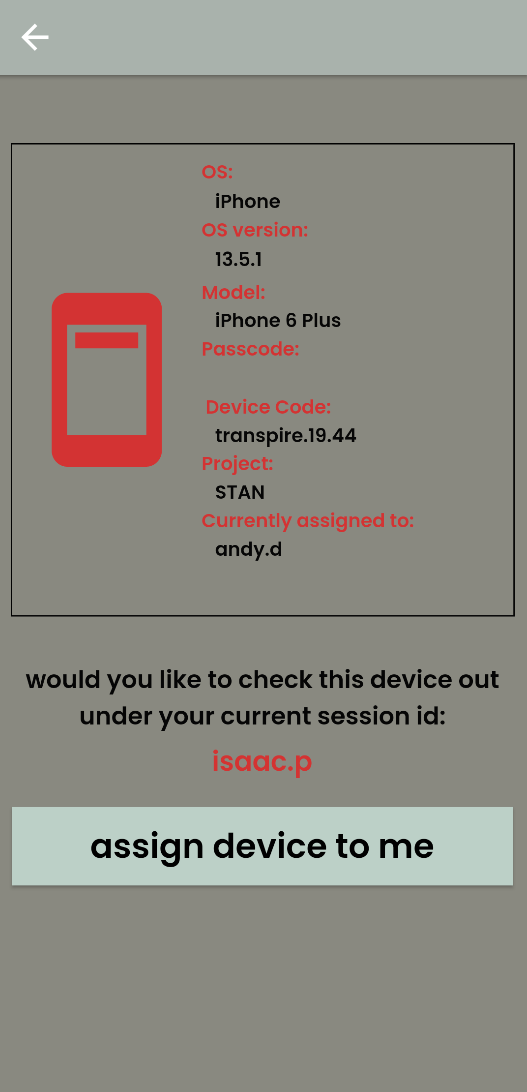 OS:
iPhone
OS version:
13.5.1
Model:
iPhone 6 Plus
Passcode:
Device Code:
transpire.19.44
Project:
STAN
Currently assigned to:
andy.d
would you like to check this device out
under your current session id:
isaac.p
assign device to me